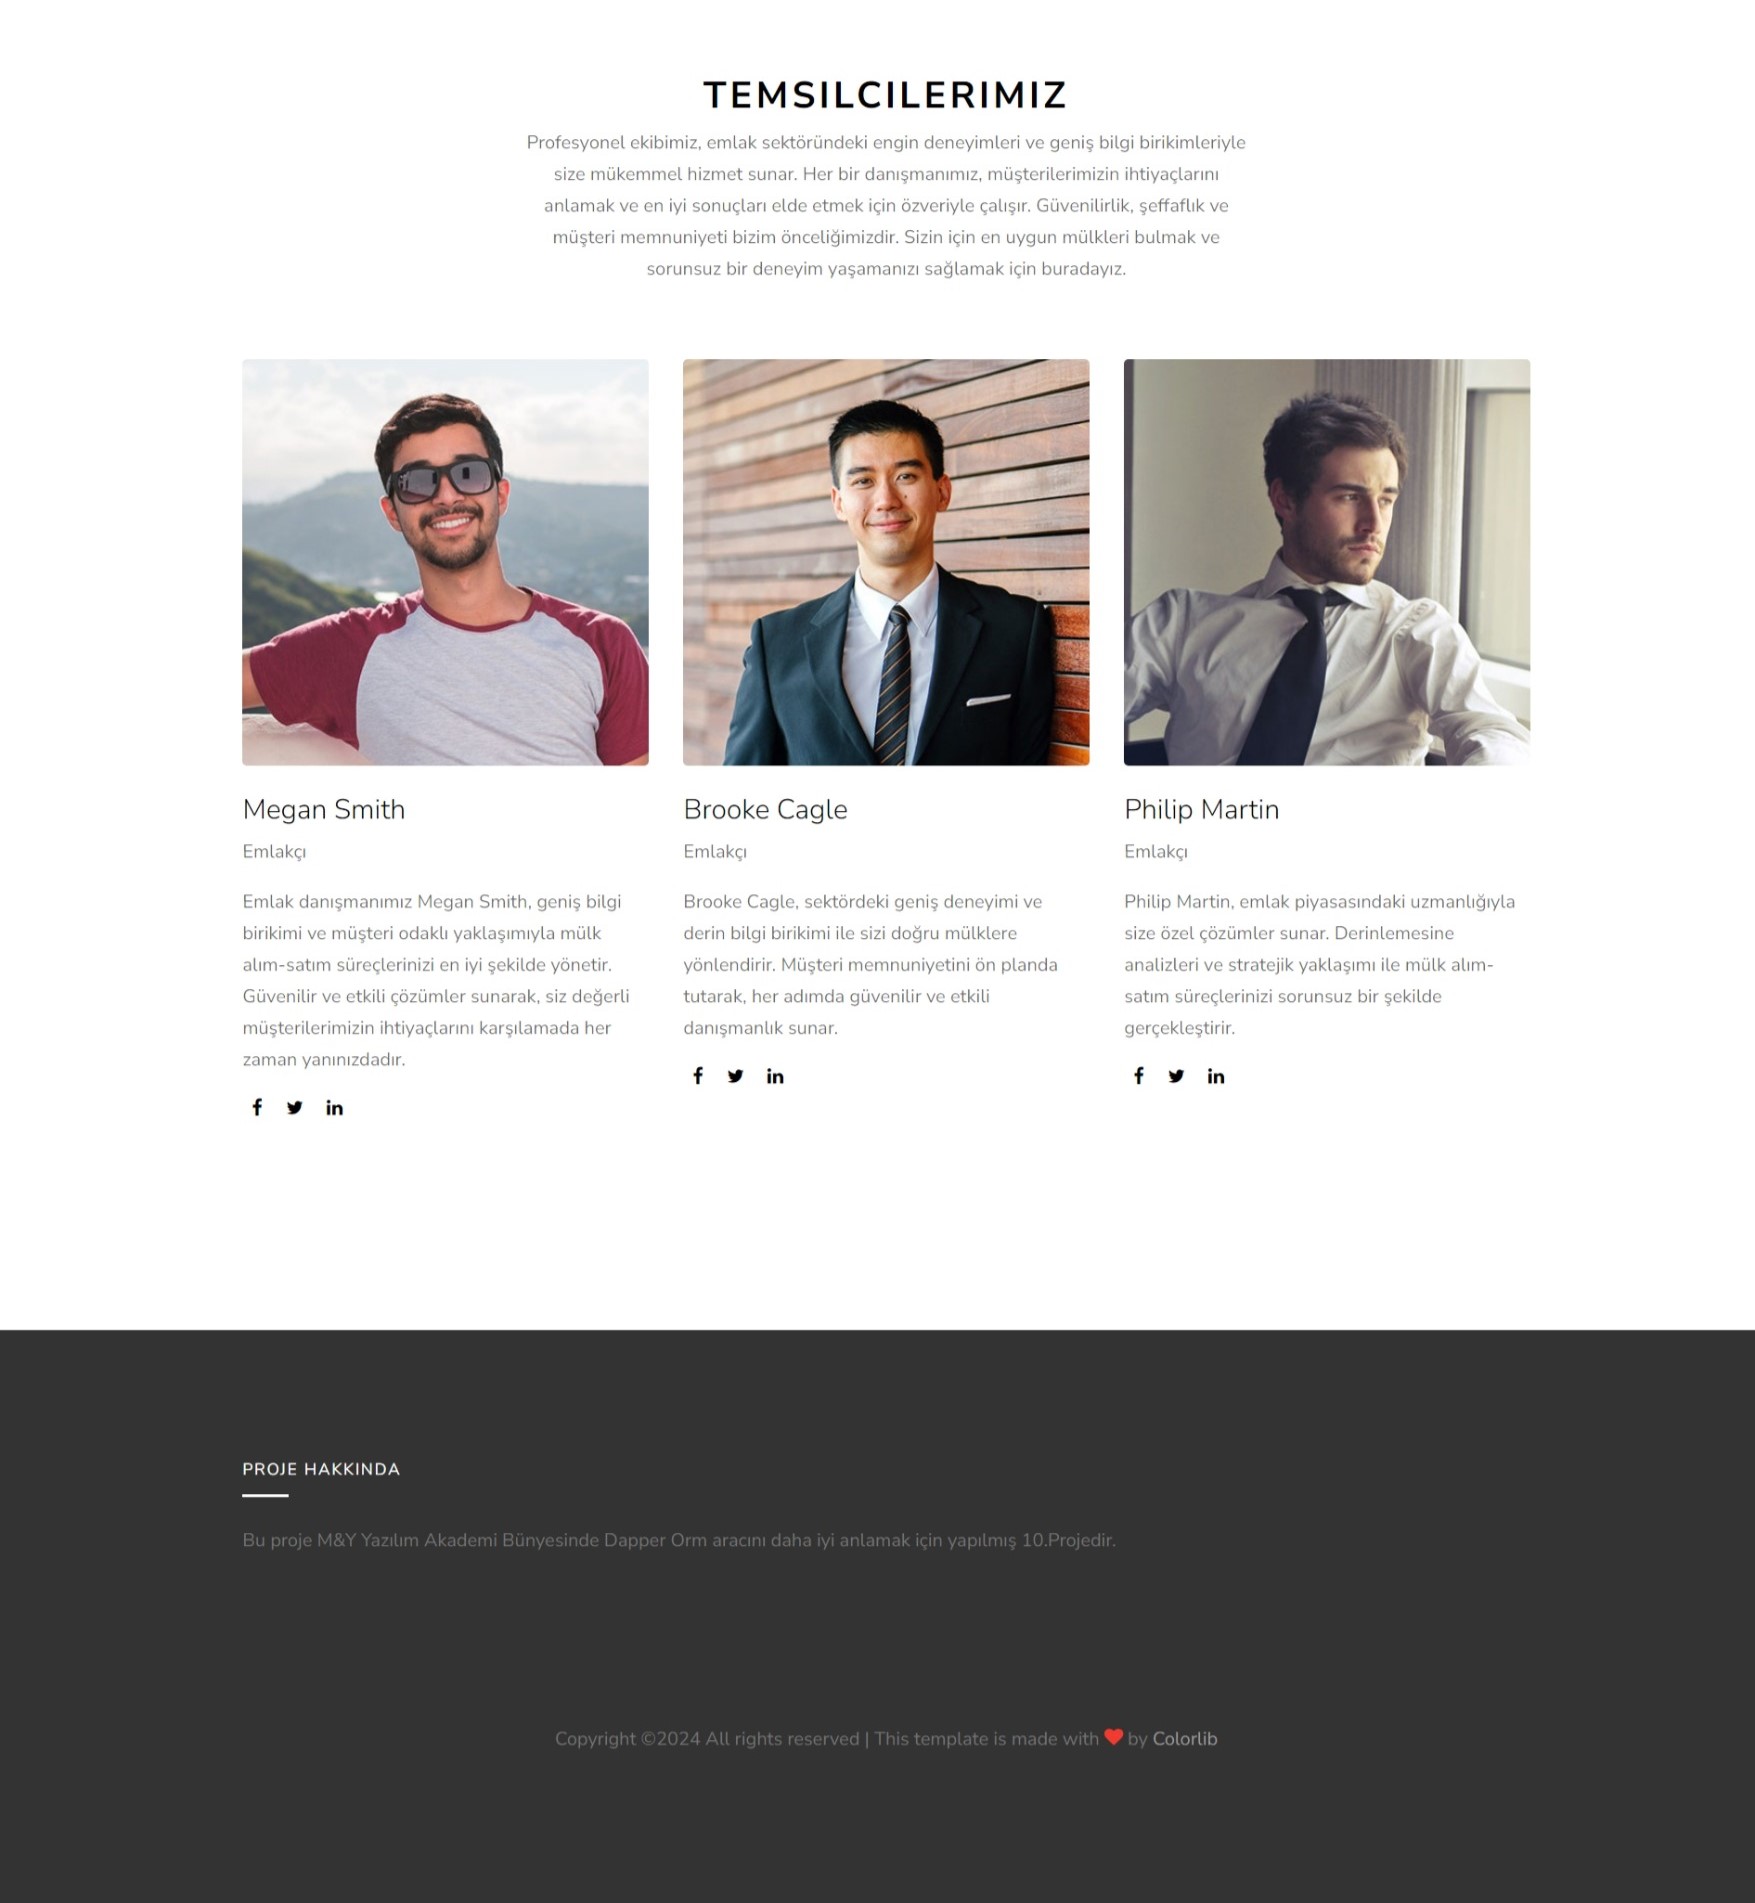 TEMSILCILERIMIZ
Profesyonel ekibimiz, emlak sektöründeki engin deneyimleri ve geniş bilgi birikimleriyle
size mükemmel hizmet sunar. Her bir danışmanımız, müşterilerimizin ihtiyaçlarını
anlamak ve en iyi sonuçları elde etmek için özveriyle çalışır. Güvenilirlik, şeffaflık ve
müşteri memnuniyeti bizim önceliğimizdir. Sizin için en uygun mülkleri bulmak ve
sorunsuz bir deneyim yaşamanızı sağlamak için buradayız.
Megan Smith
Emlakçı
Emlak danışmanımız Megan Smith, geniş bilgi
birikimi ve müşteri odaklı yaklaşımıyla mülk
alım-satım süreçlerinizi en iyi şekilde yönetir.
Güvenilir ve etkili çözümler sunarak, siz değerli
müşterilerimizin ihtiyaçlarını karşılamada her
zaman yanınızdadır.
Brooke Cagle
Emlakçı
Brooke Cagle, sektördeki geniş deneyimi ve
derin bilgi birikimi ile sizi doğru mülklere
yönlendirir. Müşteri memnuniyetini ön planda
tutarak, her adımda güvenilir ve etkili
danışmanlık sunar.
Philip Martin
Emlakçı
Philip Martin, emlak piyasasındaki uzmanlığıyla
size özel çözümler sunar. Derinlemesine
analizleri ve stratejik yaklaşımı ile mülk alım-
satım süreçlerinizi sorunsuz bir şekilde
gerçekleştirir.
PROJE HAKKINDA
Bu proje M&Y Yazılım Akademi Bünyesinde Dapper Orm aracını daha iyi anlamak için yapılmış 10.Projedir.
Copyright ©2024 All rights reserved | This template is made with ❤ by Colorlib